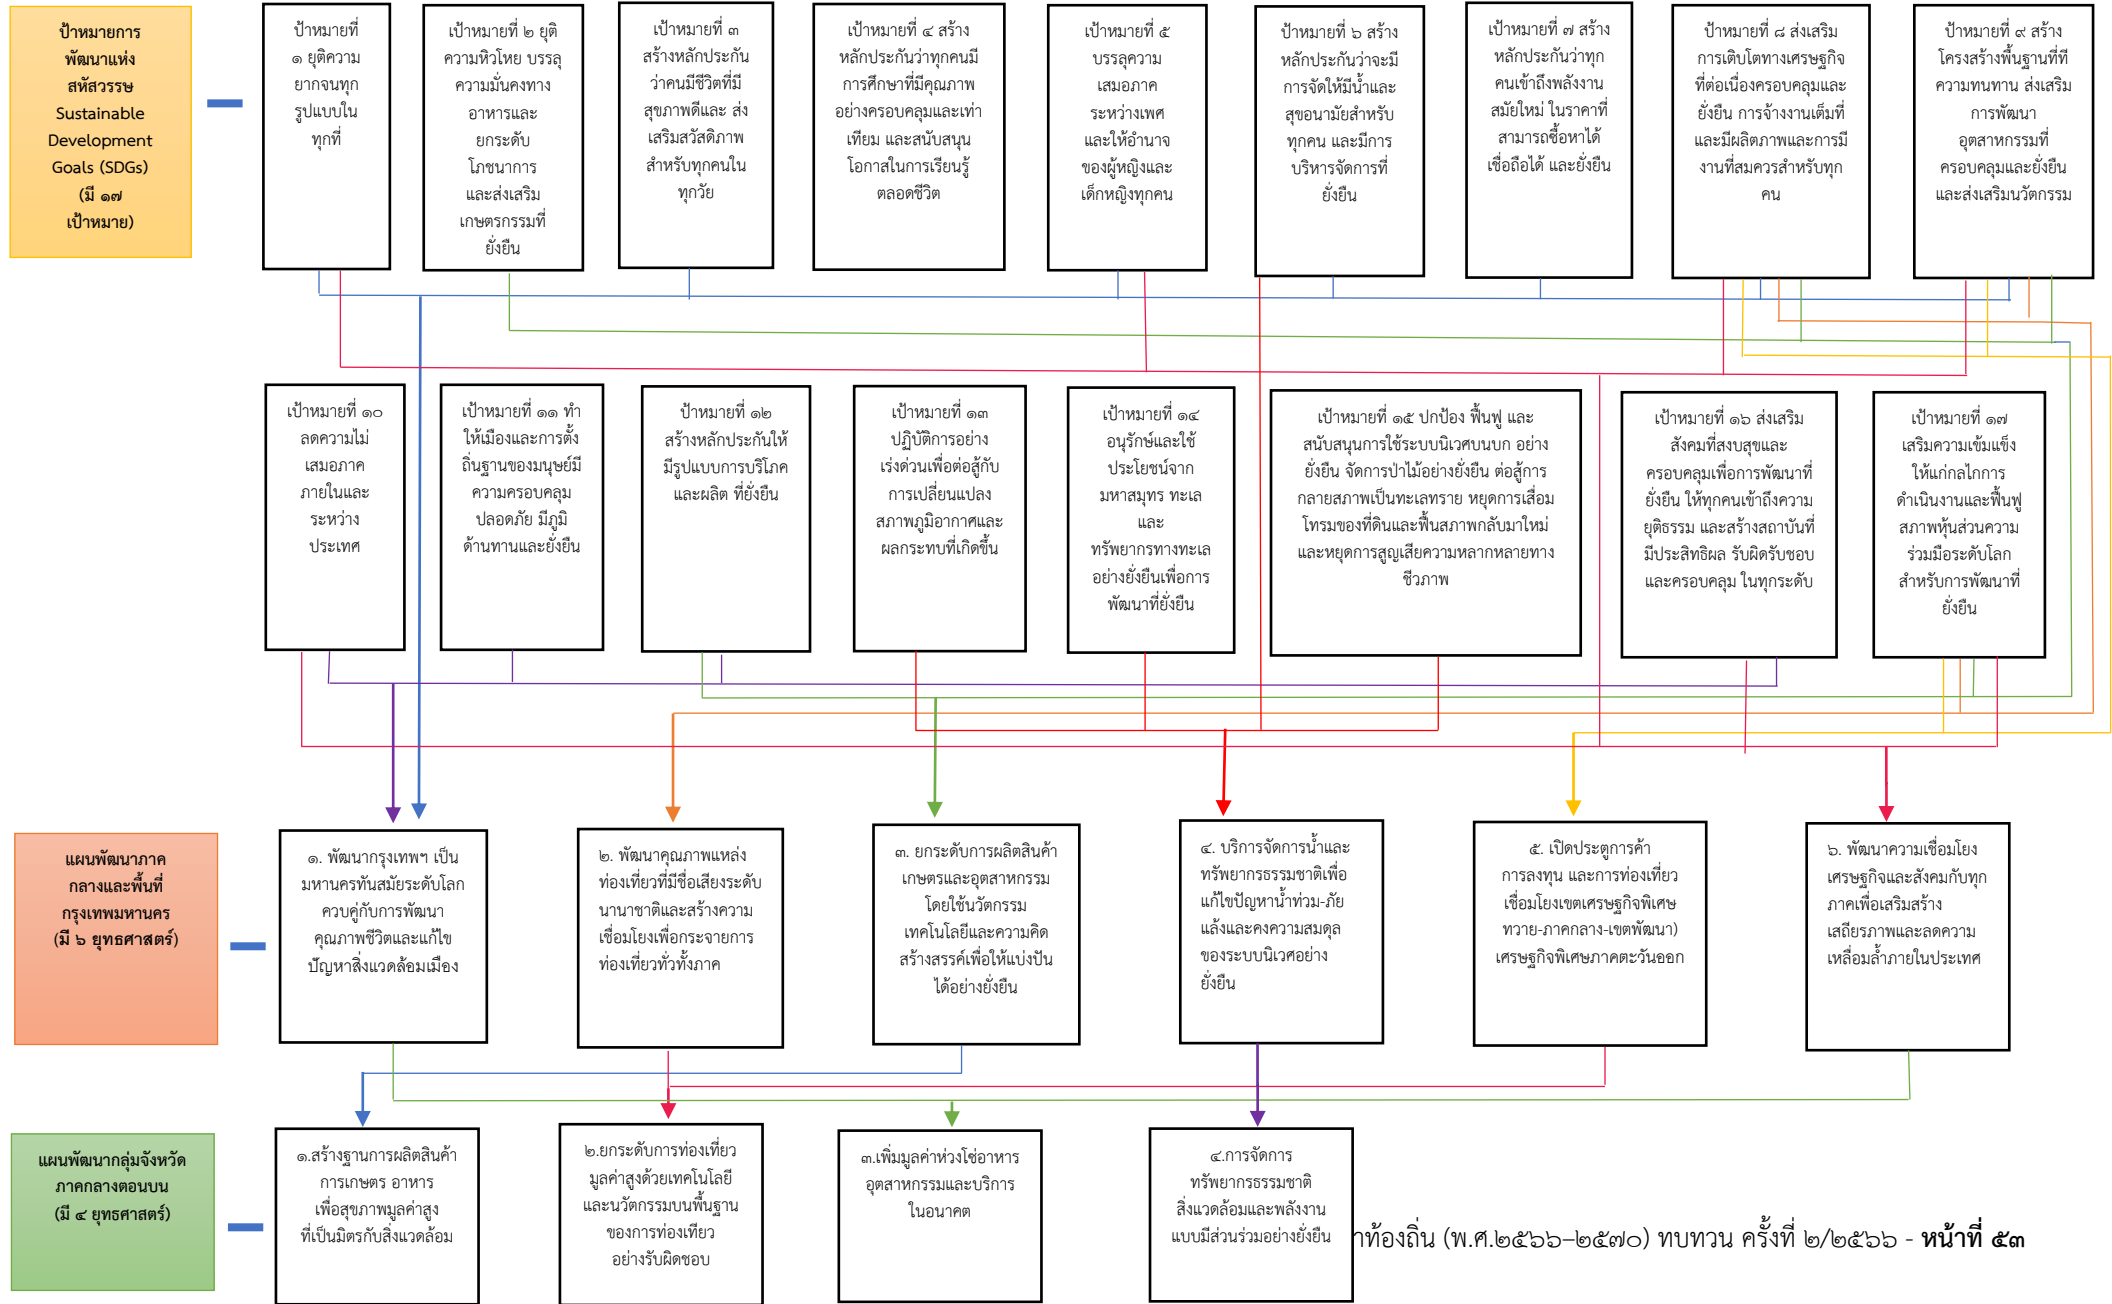 ป้าหมายการ
พัฒนาแห่ง
สหัสวรรษ
Sustainable
Development
Goals (SDGs)
(มี ๑๗
เป้าหมาย)
ป้าหมายที่
๑ ยุติความ
ยากจนทุก
รูปแบบใน
ทุกที่
เป้าหมายที่ ๒ ยุติ
ความหิวโหย บรรลุ
ความมั่นคงทาง
อาหารและ
ยกระดับ
โภชนาการ
และส่งเสริม
เกษตรกรรมที่
ยั่งยืน
เป้าหมายที่ ๓
สร้างหลักประกัน
ว่าคนมีชีวิตที่มี
สุขภาพดีและ ส่ง
เสริมสวัสดิภาพ
สำหรับทุกคนใน
ทุกวัย
เป้าหมายที่ ๔ สร้าง
หลักประกันว่าทุกคนมี
การศึกษาที่มีคุณภาพ
อย่างครอบคลุมและเท่า
เทียม และสนับสนุน
โอกาสในการเรียนรู้
ตลอดชีวิต
เป้าหมายที่ ๕
บรรลุความ
เสมอภาค
ระหว่างเพศ
และให้อำนาจ
ของผู้หญิงและ
เด็กหญิงทุกคน
ป้าหมายที่ ๖ สร้าง
หลักประกันว่าจะมี
การจัดให้มีน้ำและ
สุขอนามัยสำหรับ
ทุกคน และมีการ
บริหารจัดการที่
ยั่งยืน
เป้าหมายที่ ๗ สร้าง
หลักประกันว่าทุก
คนเข้าถึงพลังงาน
สมัยใหม่ ในราคาที่
สามารถซื้อหาได้
เชื่อถือได้ และยั่งยืน
ป้าหมายที่ ๘ ส่งเสริม
การเติบโตทางเศรษฐกิจ
ที่ต่อเนื่องครอบคลุมและ
ยั่งยืน การจ้างงานเต็มที่
และมีผลิตภาพและการมี
งานที่สมควรสำหรับทุก
คน
ป้าหมายที่ ๙ สร้าง
โครงสร้างพื้นฐานที่ที
ความทนทาน ส่งเสริม
การพัฒนา
อุตสาหกรรมที่
ครอบคลุมและยั่งยืน
และส่งเสริมนวัตกรรม
เป้าหมายที่ ๑๐
ลดความไม่
เสมอภาค
ภายในและ
ระหว่าง
ประเทศ
เป้าหมายที่ ๑๑ ทำ
ให้เมืองและการตั้ง
ถิ่นฐานของมนุษย์มี
ความครอบคลุม
ปลอดภัย มีภูมิ
ด้านทานและยั่งยืน
ป้าหมายที่ ๑๒
สร้างหลักประกันให้
มีรูปแบบการบริโภค
และผลิต ที่ยั่งยืน
เป้าหมายที่ ๑๓
ปฏิบัติการอย่าง
เร่งด่วนเพื่อต่อสู้กับ
การเปลี่ยนแปลง
สภาพภูมิอากาศและ
ผลกระทบที่เกิดขึ้น
เป้าหมายที่ ๑๔
อนุรักษ์และใช้
ประโยชน์จาก
มหาสมุทร ทะเล
และ
ทรัพยากรทางทะเล
อย่างยั่งยืนเพื่อการ
พัฒนาที่ยั่งยืน
เป้าหมายที่ ๑๕ ปกป้อง ฟื้นฟู และ
สนับสนุนการใช้ระบบนิเวศบนบก อย่าง
ยั่งยืน จัดการป่าไม้อย่างยั่งยืน ต่อสู้การ
กลายสภาพเป็นทะเลทราย หยุดการเสื่อม
โทรมของที่ดินและฟื้นสภาพกลับมาใหม่
และหยุดการสูญเสียความหลากหลายทาง
ชีวภาพ
เป้าหมายที่ ๑๖ ส่งเสริม
สังคมที่สงบสุขและ
ครอบคลุมเพื่อการพัฒนาที่
ยั่งยืน ให้ทุกคนเข้าถึงความ
ยุติธรรม และสร้างสถาบันที่
มีประสิทธิผล รับผิดรับชอบ
และครอบคลุม ในทุกระดับ
เป้าหมายที่ ๑๗
เสริมความเข้มแข็ง
ให้แก่กลไกการ
ดำเนินงานและฟื้นฟู
สภาพหุ้นส่วนความ
ร่วมมือระดับโลก
สำหรับการพัฒนาที่
ยั่งยืน
แผนพัฒนาภาค
กลางและพื้นที่
กรุงเทพมหานคร
(มี ๖ ยุทธศาสตร์)
๑. พัฒนากรุงเทพฯ เป็น
มหานครทันสมัยระดับโลก
ควบคู่กับการพัฒนา
คุณภาพชีวิตและแก้ไข
ปัญหาสิ่งแวดล้อมเมือง
๒. พัฒนาคุณภาพแหล่ง
ท่องเที่ยวที่มีชื่อเสียงระดับ
นานาชาติและสร้างความ
เชื่อมโยงเพื่อกระจายการ
ท่องเที่ยวทั่วทั้งภาค
๓. ยกระดับการผลิตสินค้า
เกษตรและอุตสาหกรรม
โดยใช้นวัตกรรม
เทคโนโลยีและความคิด
สร้างสรรค์เพื่อให้แบ่งปัน
ได้อย่างยั่งยืน
๔. บริการจัดการน้ำและ
ทรัพยากรธรรมชาติเพื่อ
แก้ไขปัญหาน้ำท่วม-ภัย
แล้งและคงความสมดุล
ของระบบนิเวศอย่าง
ยั่งยืน
๕. เปิดประตูการค้า
การลงทุน และการท่องเที่ยว
เชื่อมโยงเขตเศรษฐกิจพิเศษ
ทวาย-ภาคกลาง-เขตพัฒนา)
เศรษฐกิจพิเศษภาคตะวันออก
๖. พัฒนาความเชื่อมโยง
เศรษฐกิจและสังคมกับทุก
ภาคเพื่อเสริมสร้าง
เสถียรภาพและลดความ
เหลื่อมล้ำภายในประเทศ
แผนพัฒนากลุ่มจังหวัด
ภาคกลางตอนบน
(มี ๔ ยุทธศาสตร์)
๑.สร้างฐานการผลิตสินค้า
การเกษตร อาหาร
เพื่อสุขภาพมูลค่าสูง
ที่เป็นมิตรกับสิ่งแวดล้อม
๒.ยกระดับการท่องเที่ยว
มูลค่าสูงด้วยเทคโนโลยี
และนวัตกรรมบนพื้นฐาน
ของการท่องเที่ยว
อย่างรับผิดชอบ
๓.เพิ่มมูลค่าห่วงโซ่อาหาร
อุตสาหกรรมและบริการ
ในอนาคต
๔.การจัดการ
ทรัพยากรธรรมชาติ
สิ่งแวดล้อมและพลังงาน
แบบมีส่วนร่วมอย่างยั่งยืน
าท้องถิ่น (พ.ศ.๒๕๖๖–๒๕๗๐) ทบทวน ครั้งที่ ๒/๒๕๖๖ - หน้าที่ ๕๓